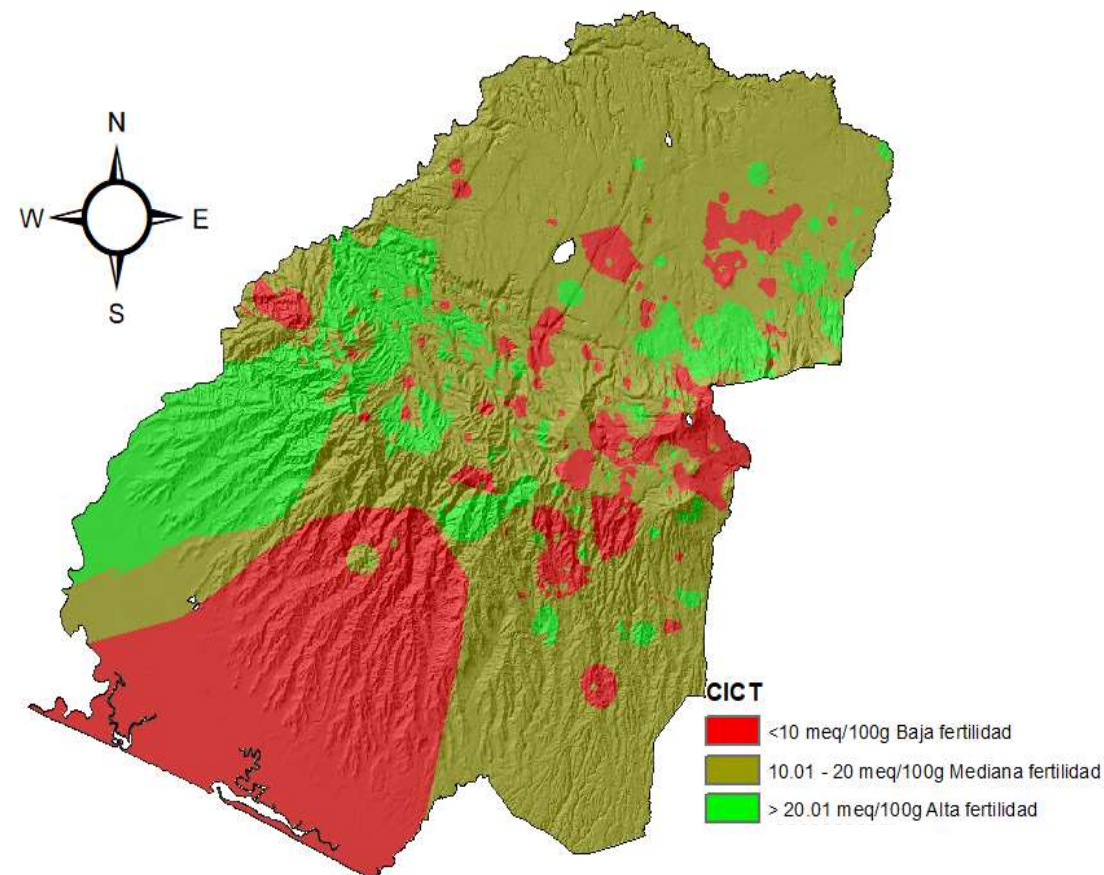 N
W
E
S
CICT
<10 meq/100g Baja fertilidad
10.01 - 20 meq/100g Mediana fertilidad
> 20.01 meq/100g Alta fertilidad